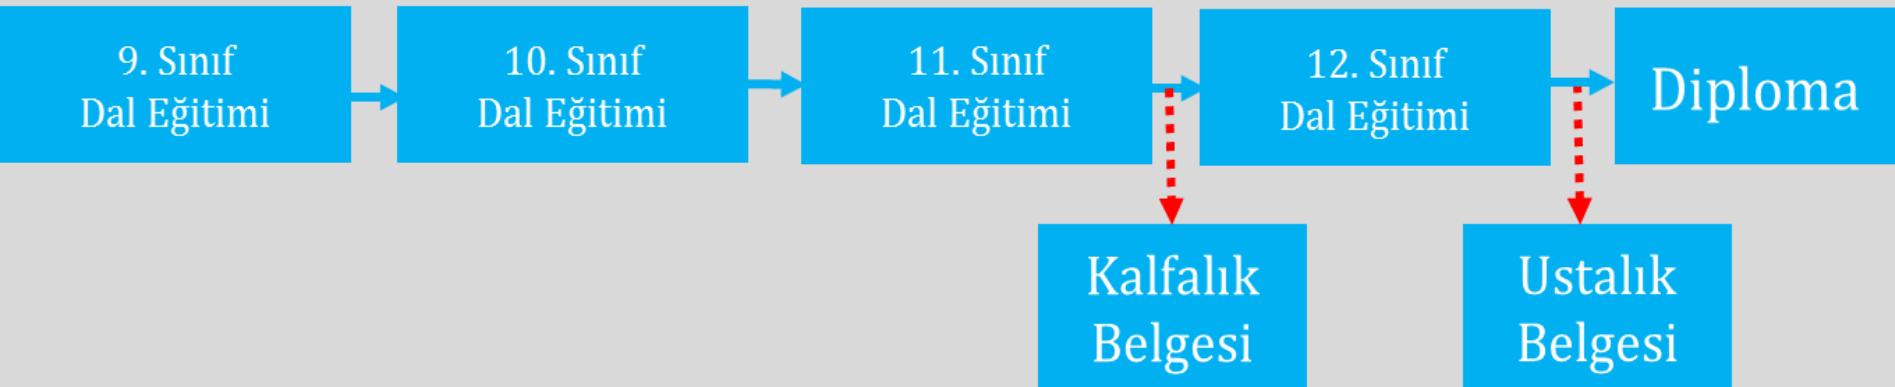 9. Sınıf
Dal Eğitimi
10. Sınıf
Dal Eğitimi
11. Sınıf
Dal Eğitimi
12. Sınıf
Dal Eğitimi
Diploma
Kalfalık
Belgesi
Ustalık
Belgesi